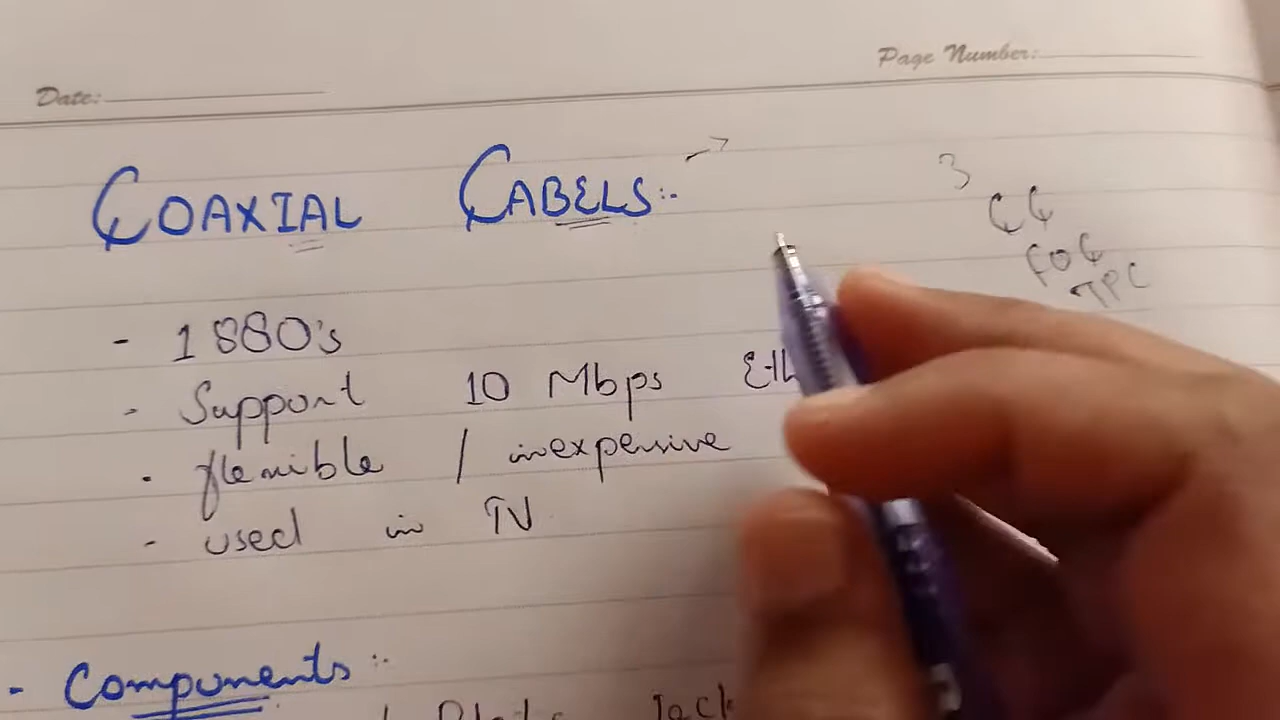 Page Number:
Date:
COAXIAL CABELS:-
3
CC
FOC
TPC
- 1880's
- Support 10 Mbps
- flexible / inexpensive
- used in TV
- Components :-